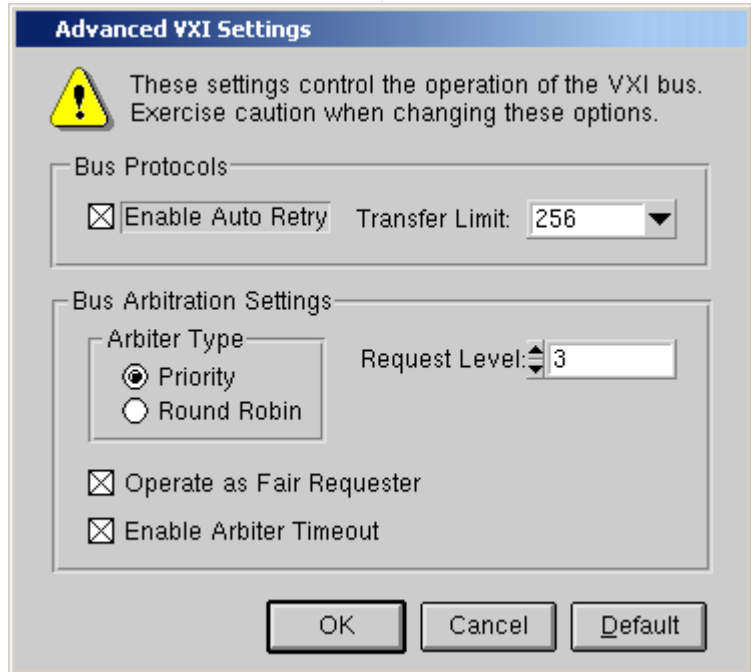 Advanced VXI Settings
These settings control the operation of the VXI bus.
Exercise caution when changing these options.
Bus Protocols
Enable Auto Retry Transfer Limit: 256
Bus Arbitration Settings
Arbiter Type
Request Level: 3
Priority
Round Robin
Operate as Fair Requester
Enable Arbiter Timeout
OK Cancel Default